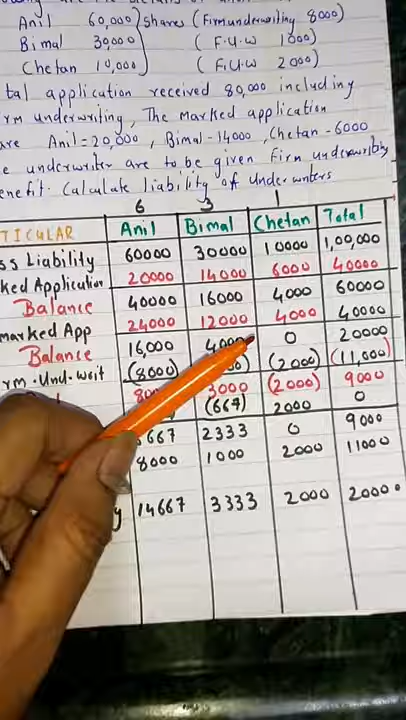 Anil 60,000 shares (Firm underwriting 8000)
Bimal 30000 (F.U.W 1000)
Chetan 10,000 (F.U.W 2000)
tal application received 80,000 including
rm underwriting, The Marked application
are Anil=20,000, Bimal-14000, Chetan-6000
e underwriter are to be given Firm underwriting
enefit. Calculate liability of underwriters
6 3 1
TICULAR Anil Bimal Chetan Total
ss Liability 60000 30000 10000 1,00,000
ked Application 20000 14000 6000 40000
Balance 40000 16000 4,000 60000
marked App 24000 12000 4000 40000
Balance 16,000 0 20000
rm. Und. writ (8000) (2000) (11,000)
3000 (2000) 9000
(667) 2000 0
667 2333 0 9000
8000 1000 2000 11000
y 14667 3333 2000 20000